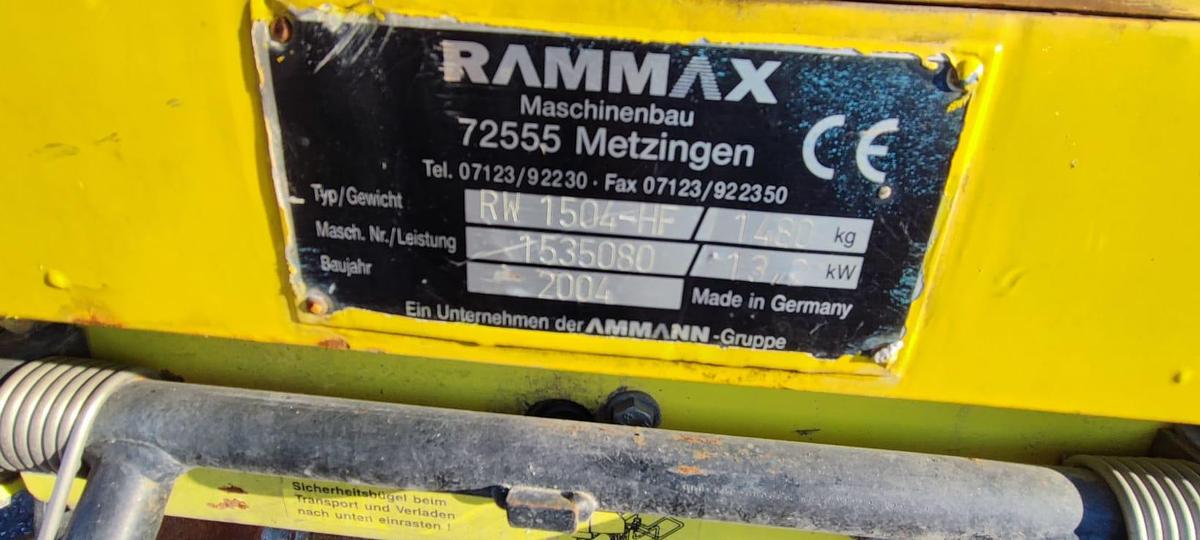 RAMMAX
Maschinenbau
72555 Metzingen
CE
Tel. 07123/92230 · Fax 07123/922350
Typ/Gewicht RW 1504-HF / 1480 kg
Masch. Nr./Leistung 1535080 / kW
Baujahr 2004 Made in Germany
Ein Unternehmen der AMMANN-Gruppe
Sicherheitsbügel beim
Transport und Verladen
nach unten einrasten !